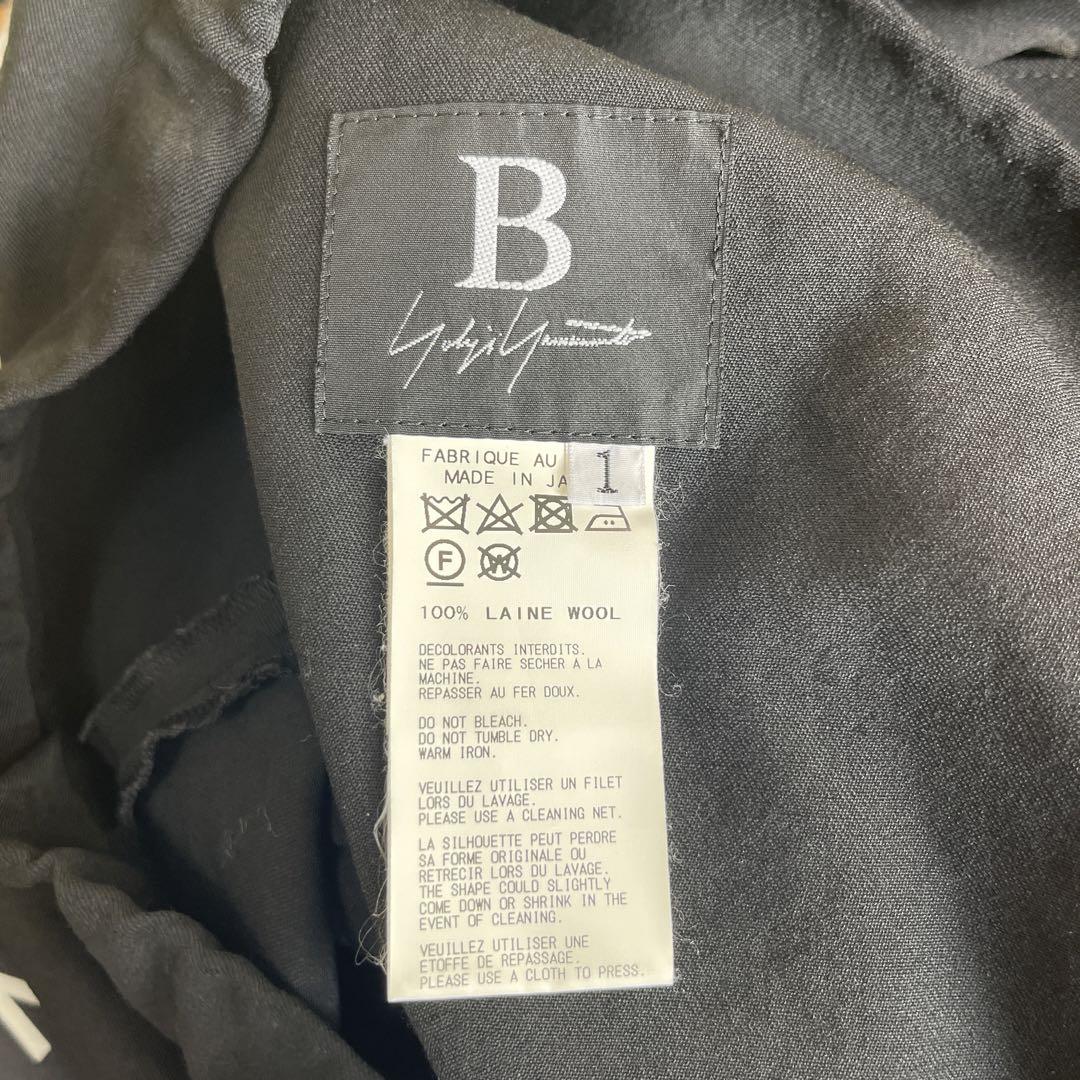 B
Yohji Yamamoto
FABRIQUE AU
MADE IN JA
1
F
W
100% LAINE WOOL
DECOLORANTS INTERDITS.
NE PAS FAIRE SECHER A LA
MACHINE.
REPASSER AU FER DOUX.
DO NOT BLEACH.
DO NOT TUMBLE DRY.
WARM IRON.
VEUILLEZ UTILISER UN FILET
LORS DU LAVAGE.
PLEASE USE A CLEANING NET.
LA SILHOUETTE PEUT PERDRE
SA FORME ORIGINALE OU
RETRECIR LORS DU LAVAGE.
THE SHAPE COULD SLIGHTLY
COME DOWN OR SHRINK IN THE
EVENT OF CLEANING.
VEUILLEZ UTILISER UNE
ETOFFE DE REPASSAGE.
PLEASE USE A CLOTH TO PRESS.